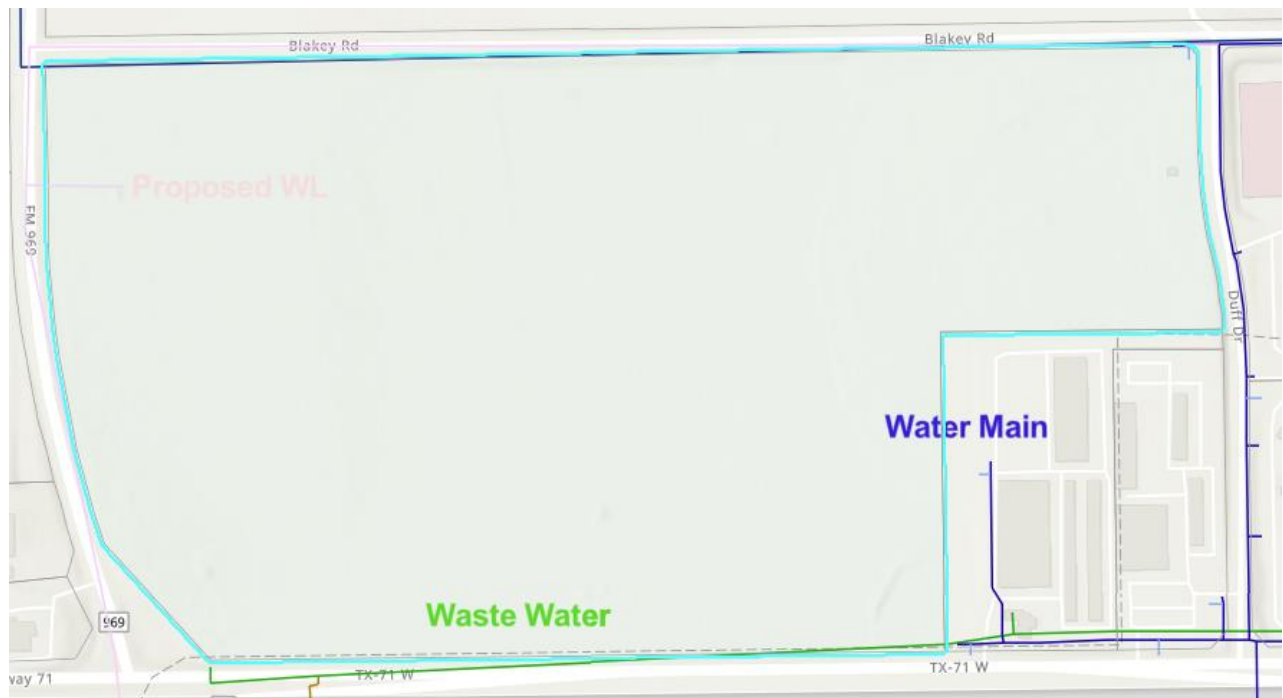 Blakey Rd
Blakey Rd
Proposed WL
FM 969
Duff Dr
Water Main
Waste Water
969
way 71
TX-71 W
TX-71 W